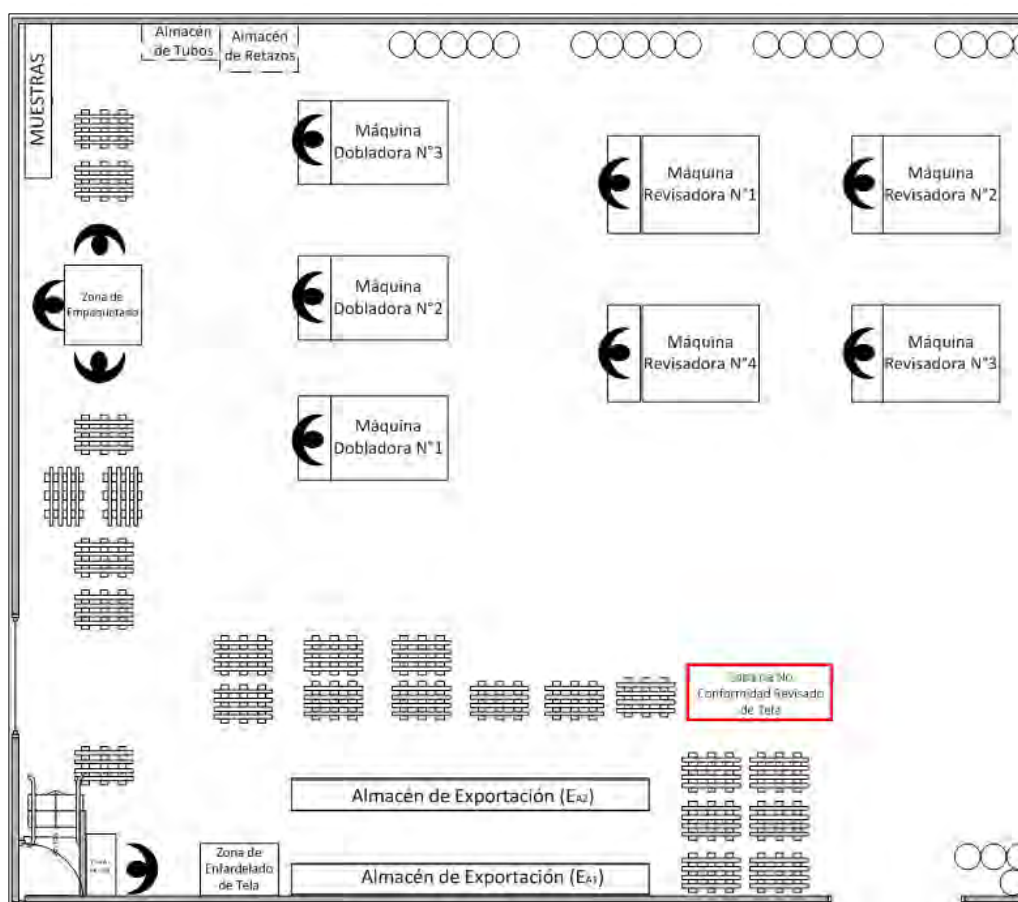 MUESTRAS
Almacén
de Tubos
Almacén
de Retazos
Máquina
Dobladora N°3
Máquina
Revisadora N°1
Máquina
Revisadora N°2
Zona de
Empaquetado
Máquina
Dobladora N°2
Máquina
Revisadora N°4
Máquina
Revisadora N°3
Máquina
Dobladora N°1
No
Conformidad Revisado
de Tela
Almacén de Exportación (EA2)
Zona de
Enfardelado
de Tela
Almacén de Exportación (EA1)